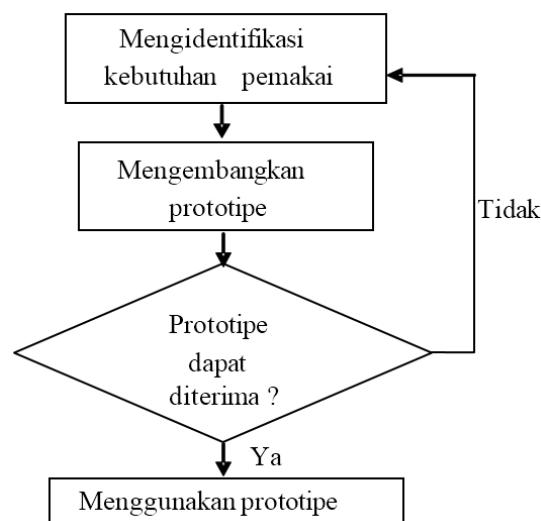 Mengidentifikasi
kebutuhan pemakai
Mengembangkan
prototipe
Tidak
Prototipe
dapat
diterima ?
Ya
Menggunakan prototipe